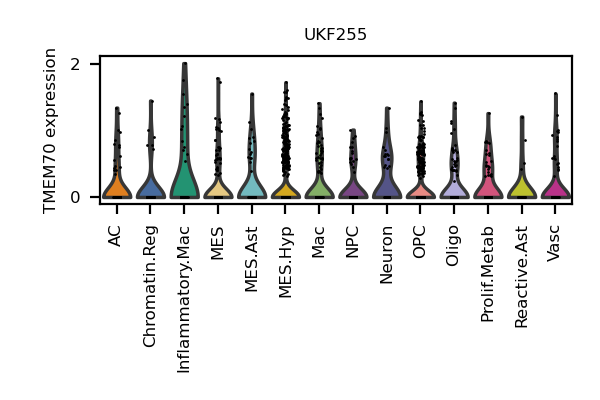 UKF255
TMEM70 expression
2
0
AC
Chromatin.Reg
Inflammatory.Mac
MES
MES.Ast
MES.Hyp
Mac
NPC
Neuron
OPC
Oligo
Prolif.Metab
Reactive.Ast
Vasc